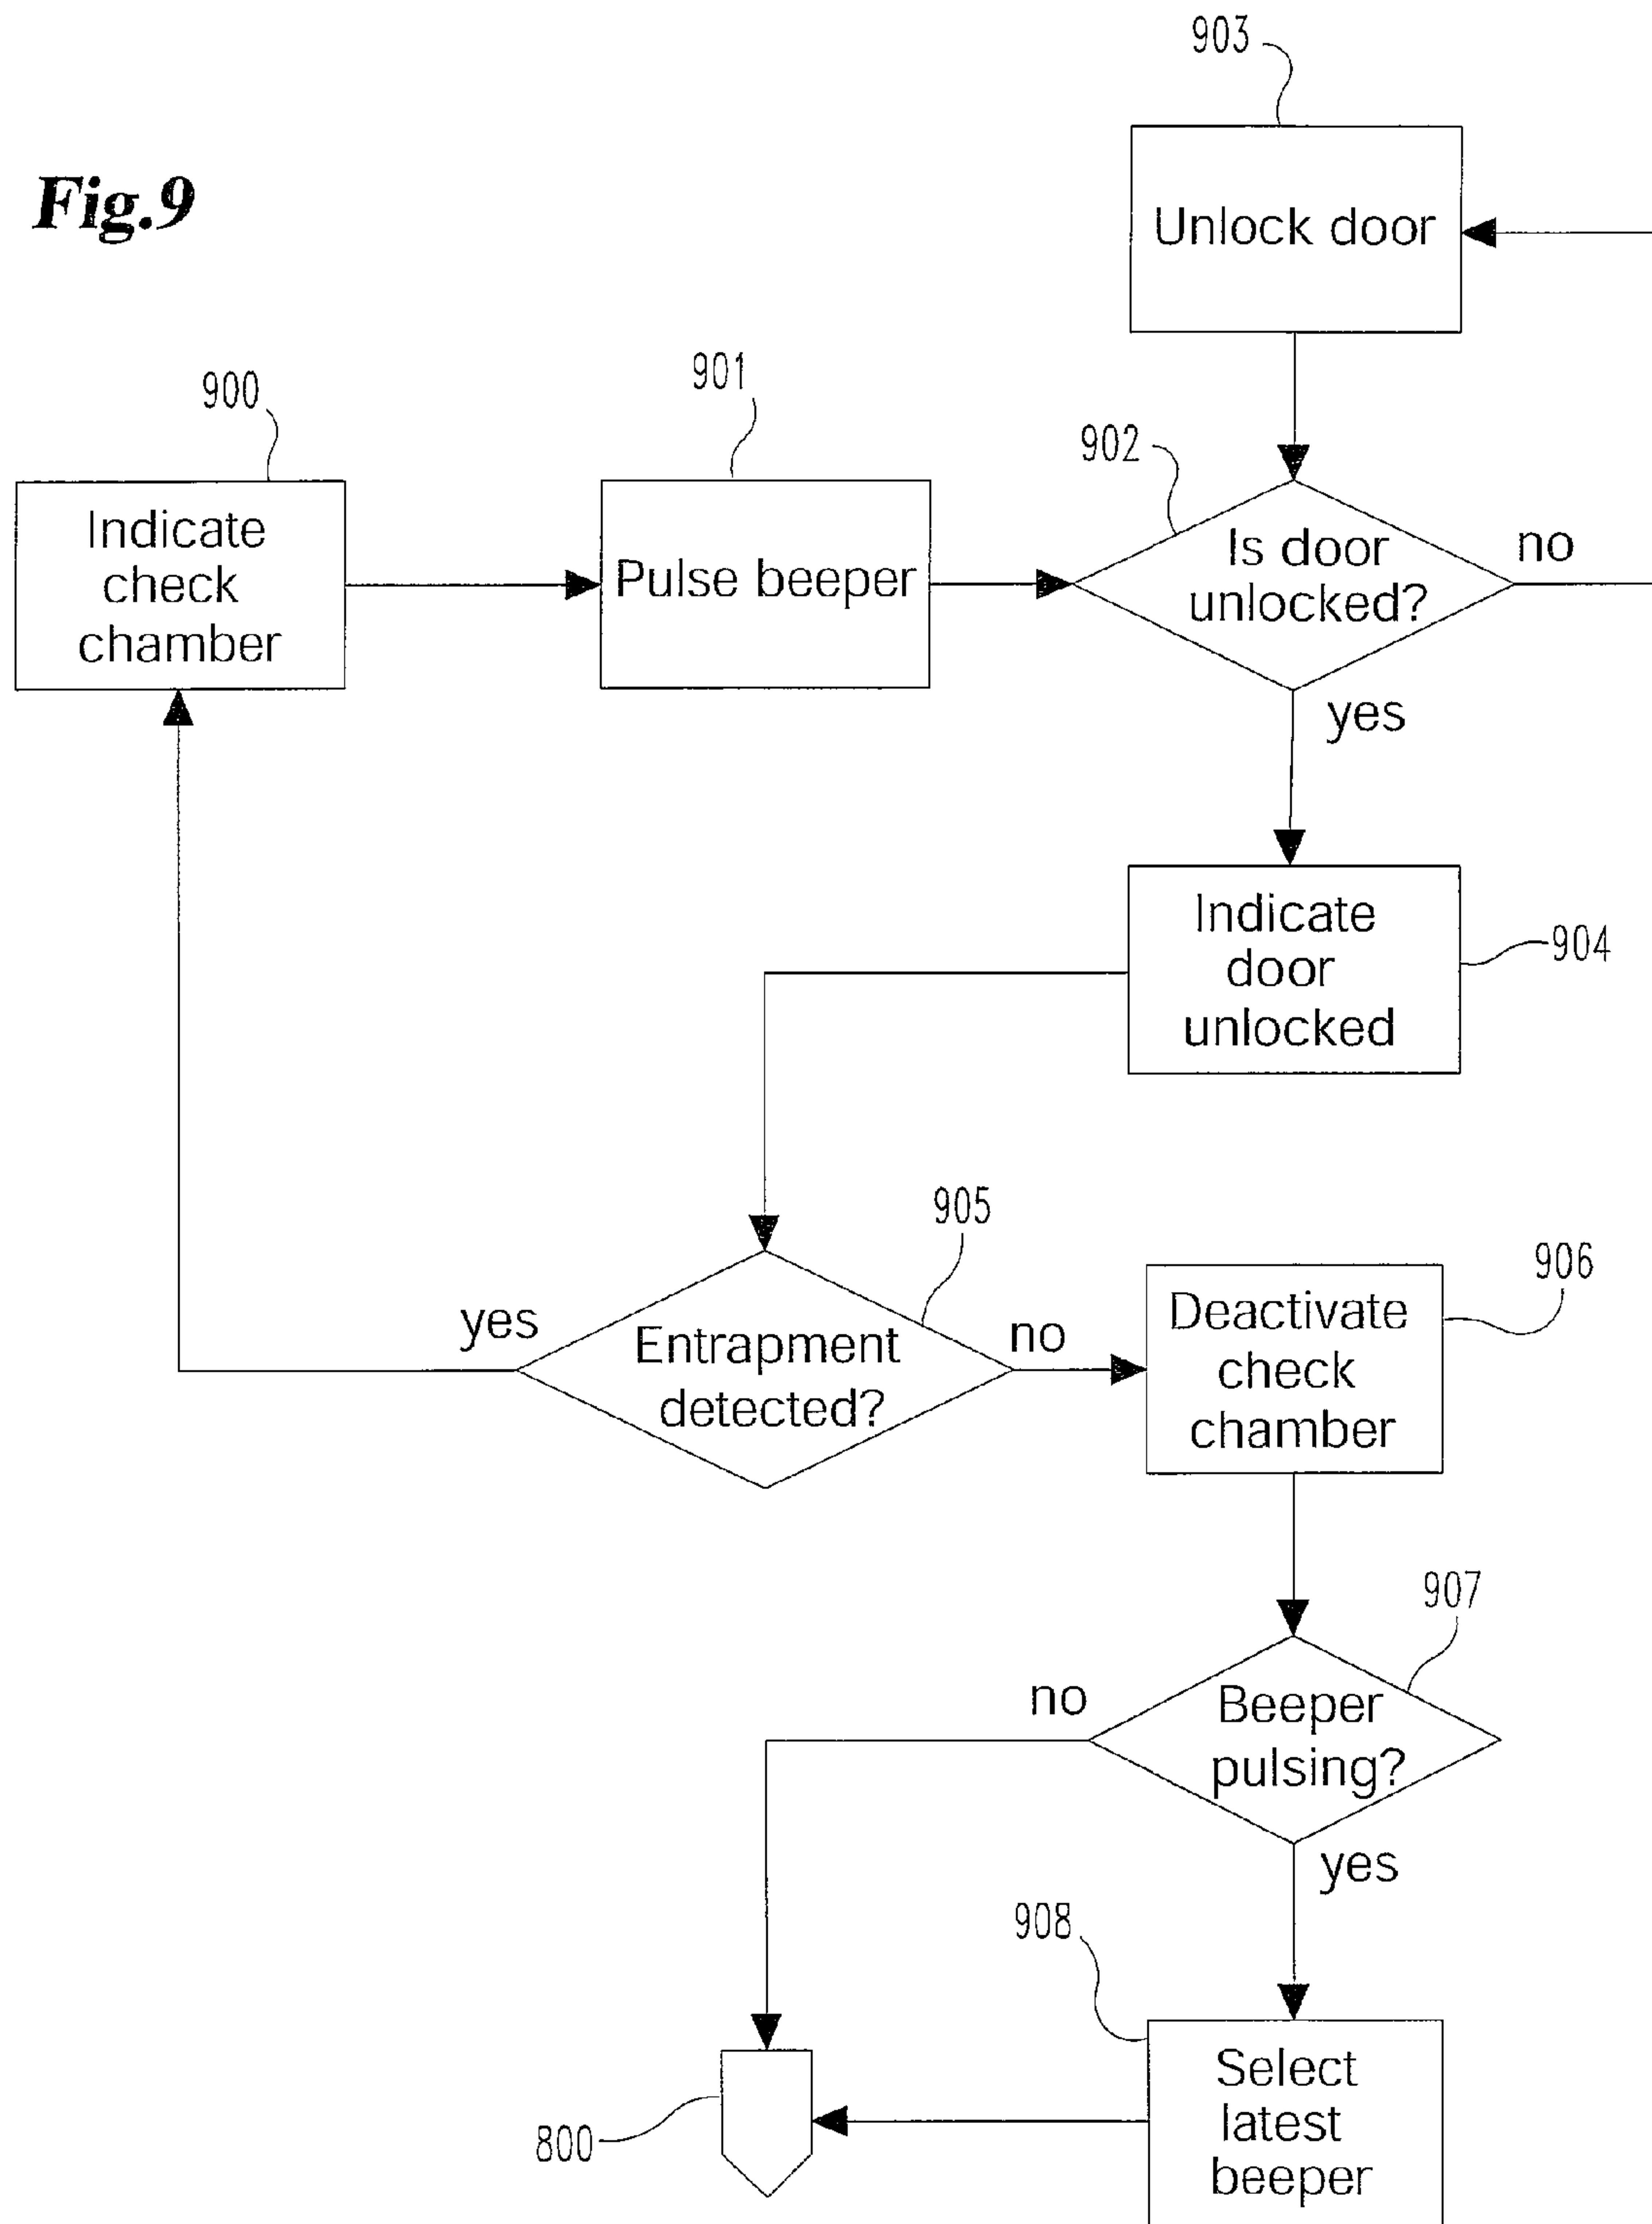 903
Fig.9
Unlock door
900
901
902
Indicate
check
chamber
Pulse beeper
Is door
unlocked?
no
yes
Indicate
door
unlocked
904
905
906
yes
Entrapment
detected?
no
Deactivate
check
chamber
907
no
Beeper
pulsing?
yes
908
800
Select
latest
beeper